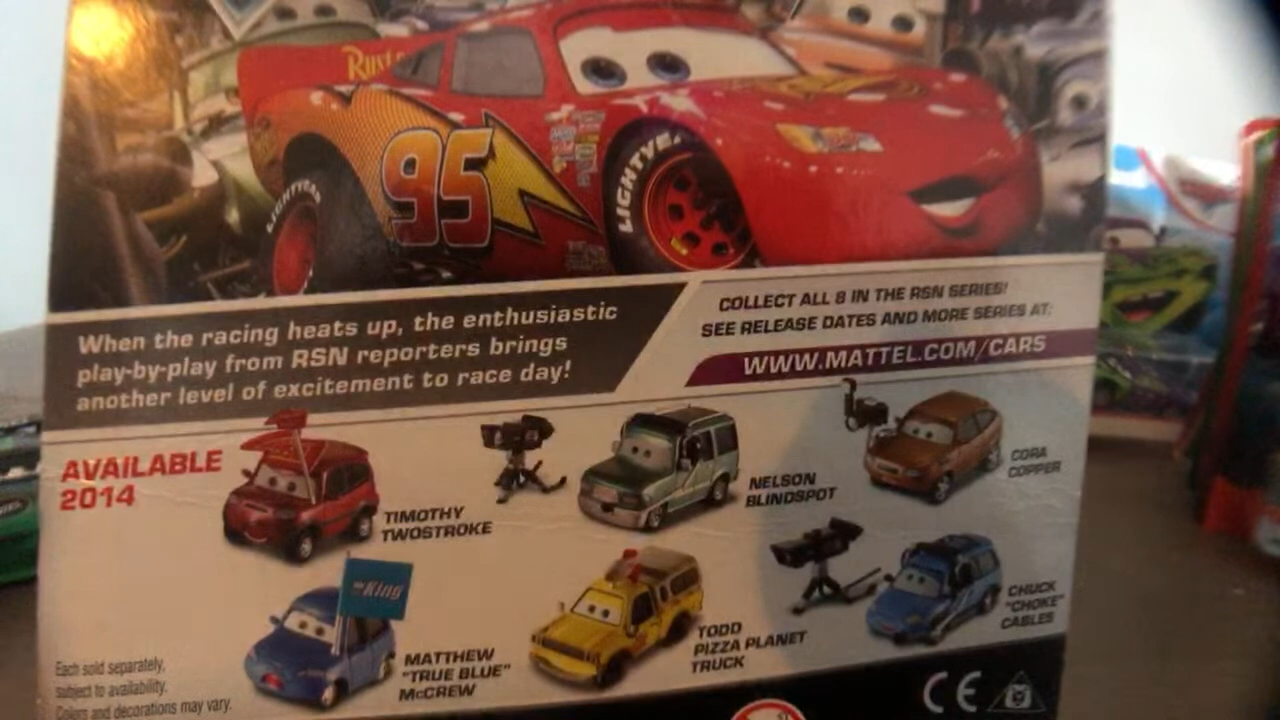 Rust
95
LIGHTYEAR
LIGHTYE
When the racing heats up, the enthusiastic
play-by-play from RSN reporters brings
another level of excitement to race day!
COLLECT ALL 8 IN THE RSN SERIES!
SEE RELEASE DATES AND MORE SERIES AT:
WWW.MATTEL.COM/CARS
AVAILABLE
2014
TIMOTHY
TWOSTROKE
NELSON
BLINDSPOT
CORA
COPPER
The King
MATTHEW
"TRUE BLUE"
McCREW
TODD
PIZZA PLANET
TRUCK
CHUCK
"CHOKE"
CABLES
Each sold separately,
subject to availability.
Colors and decorations may vary.
CE